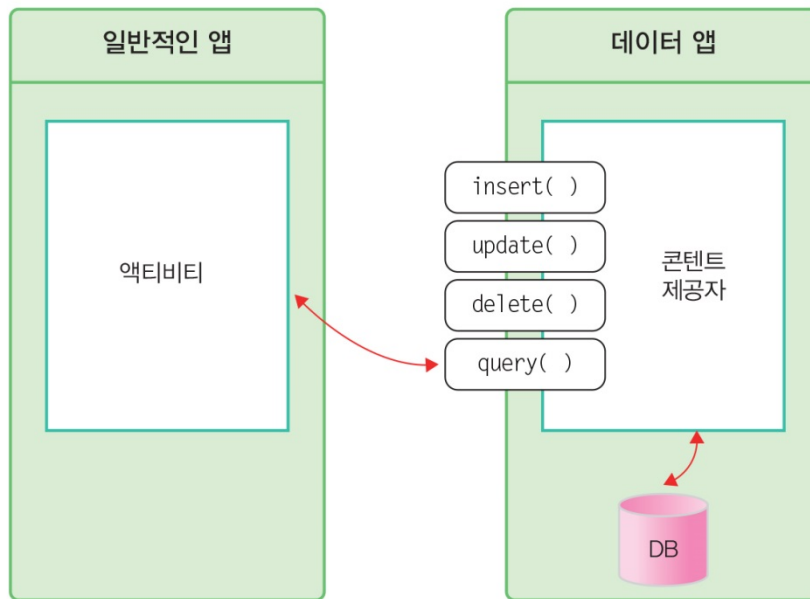 일반적인 앱
데이터 앱
액티비티
insert( )
update( )
delete( )
query( )
콘텐트
제공자
DB